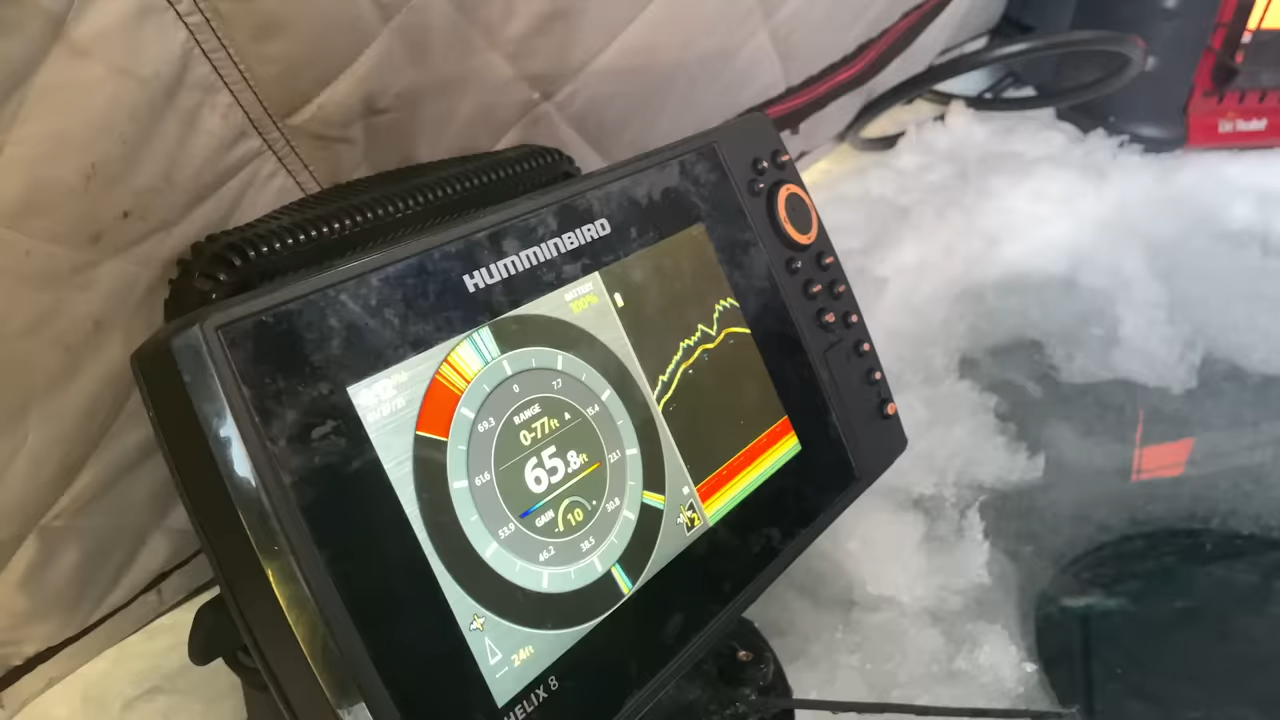 HUMMINBIRD
BATTERY
100%
0
7.7
15.4
23.1
30.8
38.5
46.2
53.9
61.6
69.3
RANGE
A
0-77ft
65.8ft
GAIN
10
2
24ft
HELIX 8